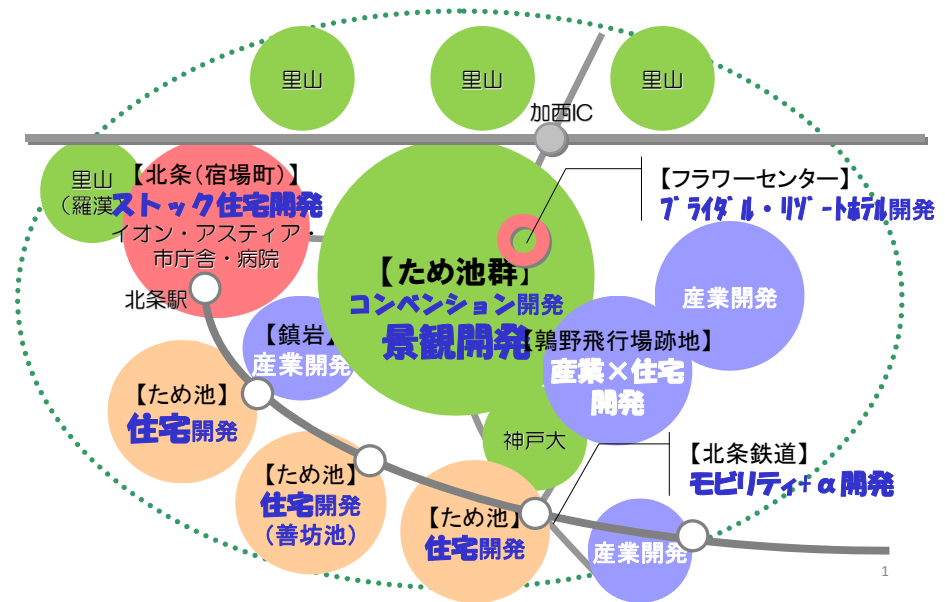 里山
里山
里山
加西IC
里山
（羅漢
【北条（宿場町）】
ストック住宅開発
イオン・アスティア・
市庁舎・病院
北条駅
【フラワーセンター】
ﾌﾞﾗｲﾀﾞﾙ・ﾘｿﾞｰﾄﾎﾃﾙ開発
【ため池群】
コンベンション開発
景観開発
産業開発
【鎮岩】
産業開発
【鶉野飛行場跡地】
産業×住宅
開発
【ため池】
住宅開発
神戸大
【北条鉄道】
モビリティfα開発
【ため池】
住宅開発
（善坊池）
【ため池】
住宅開発
産業開発
1